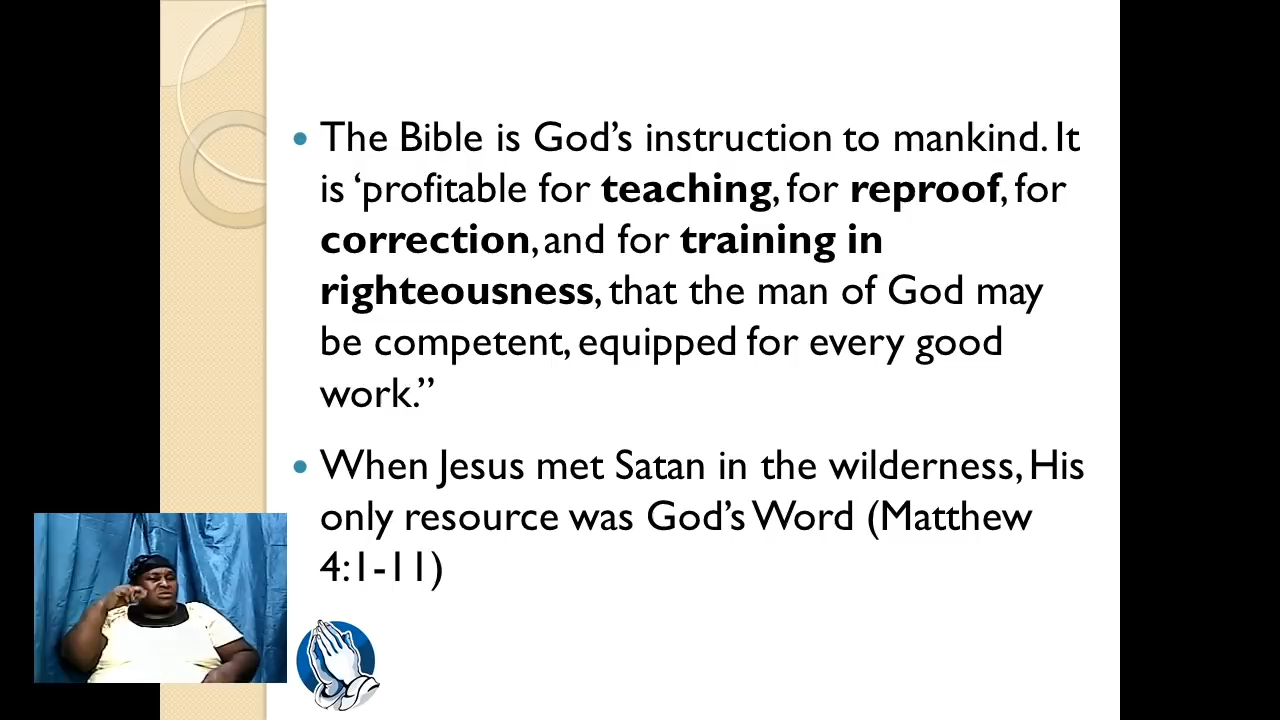 The Bible is God’s instruction to mankind. It
is ‘profitable for teaching, for reproof, for
correction, and for training in
righteousness, that the man of God may
be competent, equipped for every good
work.”
When Jesus met Satan in the wilderness, His
only resource was God’s Word (Matthew
4:1-11)